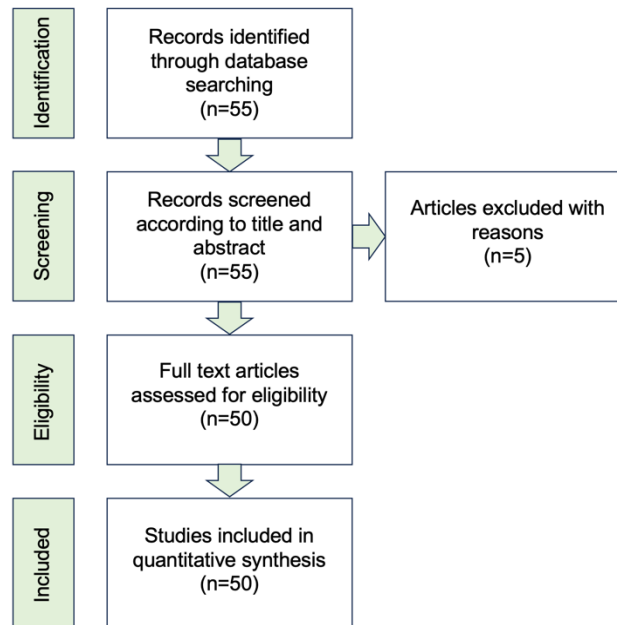 Identification
Records identified
through database
searching
(n=55)
Screening
Records screened
according to title and
abstract
(n=55)
Articles excluded with
reasons
(n=5)
Eligibility
Full text articles
assessed for eligibility
(n=50)
Included
Studies included in
quantitative synthesis
(n=50)